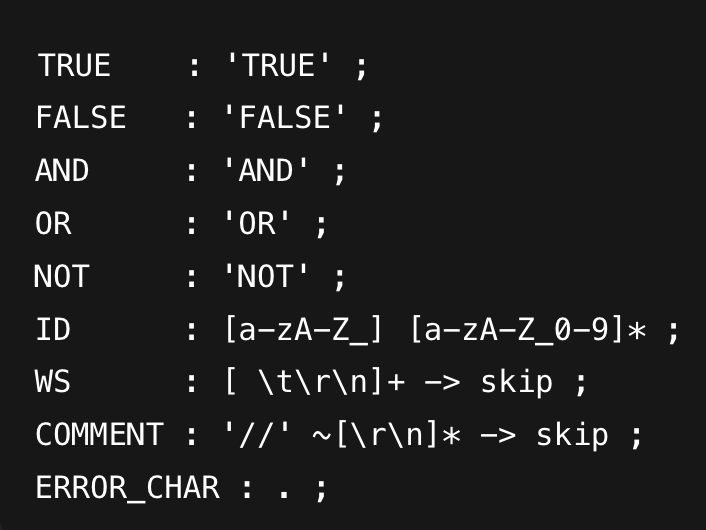 TRUE     : 'TRUE' ;
FALSE    : 'FALSE' ;
AND      : 'AND' ;
OR       : 'OR' ;
NOT      : 'NOT' ;
ID       : [a-zA-Z_] [a-zA-Z_0-9]* ;
WS       : [ \t\r\n]+ -> skip ;
COMMENT : '//' ~[\r\n]* -> skip ;
ERROR_CHAR : . ;